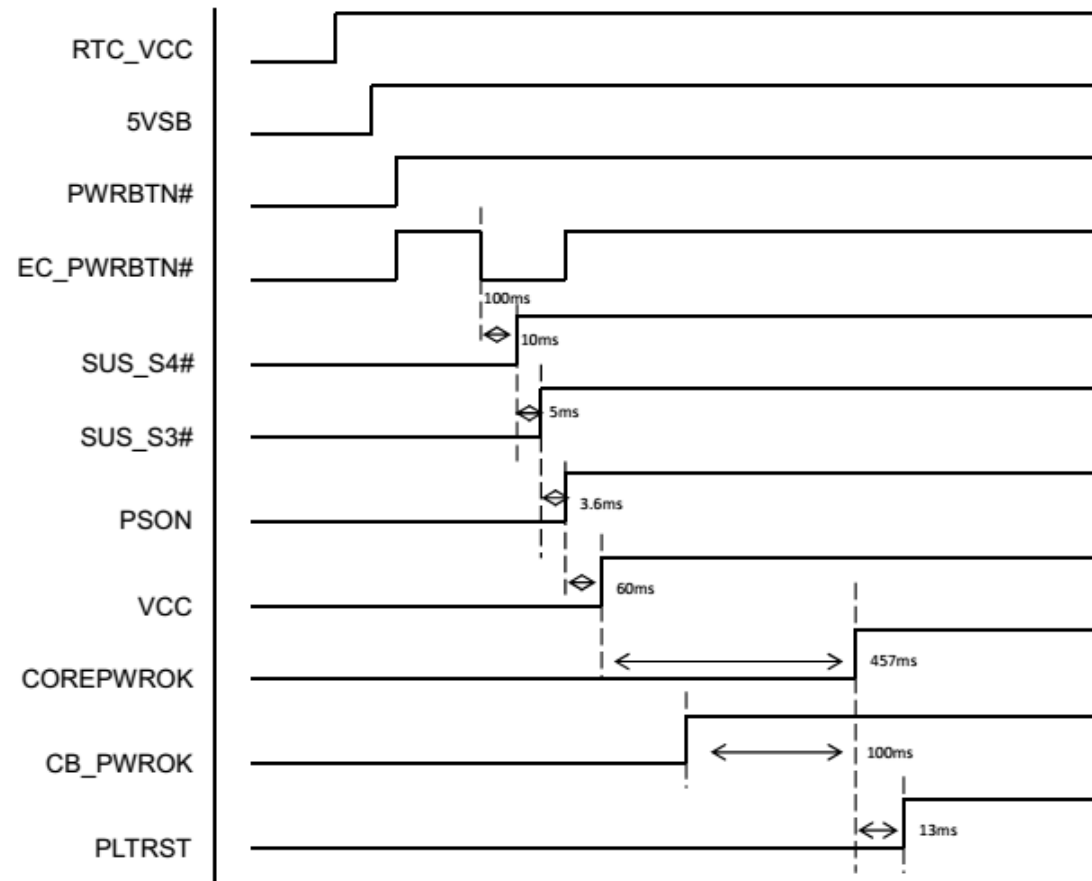 RTC_VCC
5VSB
PWRBTN#
EC_PWRBTN#
100ms
10ms
SUS_S4#
5ms
SUS_S3#
3.6ms
PSON
60ms
VCC
457ms
COREPWROK
100ms
CB_PWROK
13ms
PLTRST